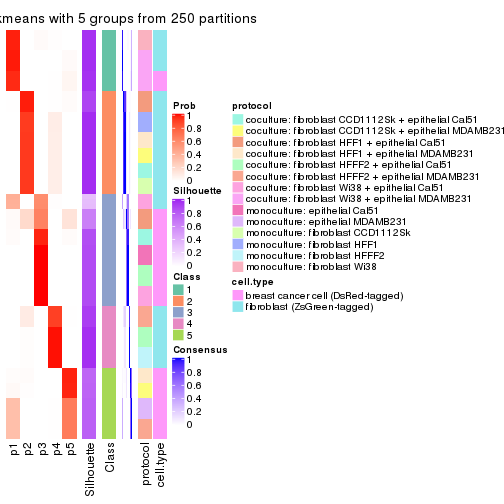 kmeans with 5 groups from 250 partitions
Prob
1
0.8
0.6
0.4
0.2
0
Silhouette
1
0.8
0.6
0.4
0.2
0
Class
1
2
3
4
5
Consensus
1
0.8
0.6
0.4
0.2
0
protocol
coculture: fibroblast CCD1112Sk + epithelial Cal51
coculture: fibroblast CCD1112Sk + epithelial MDAMB231
coculture: fibroblast HFF1 + epithelial Cal51
coculture: fibroblast HFF1 + epithelial MDAMB231
coculture: fibroblast HFFF2 + epithelial Cal51
coculture: fibroblast HFFF2 + epithelial MDAMB231
coculture: fibroblast Wi38 + epithelial Cal51
coculture: fibroblast Wi38 + epithelial MDAMB231
monoculture: epithelial Cal51
monoculture: epithelial MDAMB231
monoculture: fibroblast CCD1112Sk
monoculture: fibroblast HFF1
monoculture: fibroblast HFFF2
monoculture: fibroblast Wi38
cell.type
breast cancer cell (DsRed-tagged)
fibroblast (ZsGreen-tagged)
p1
p2
p3
p4
p5
Silhouette
Class
protocol
cell.type